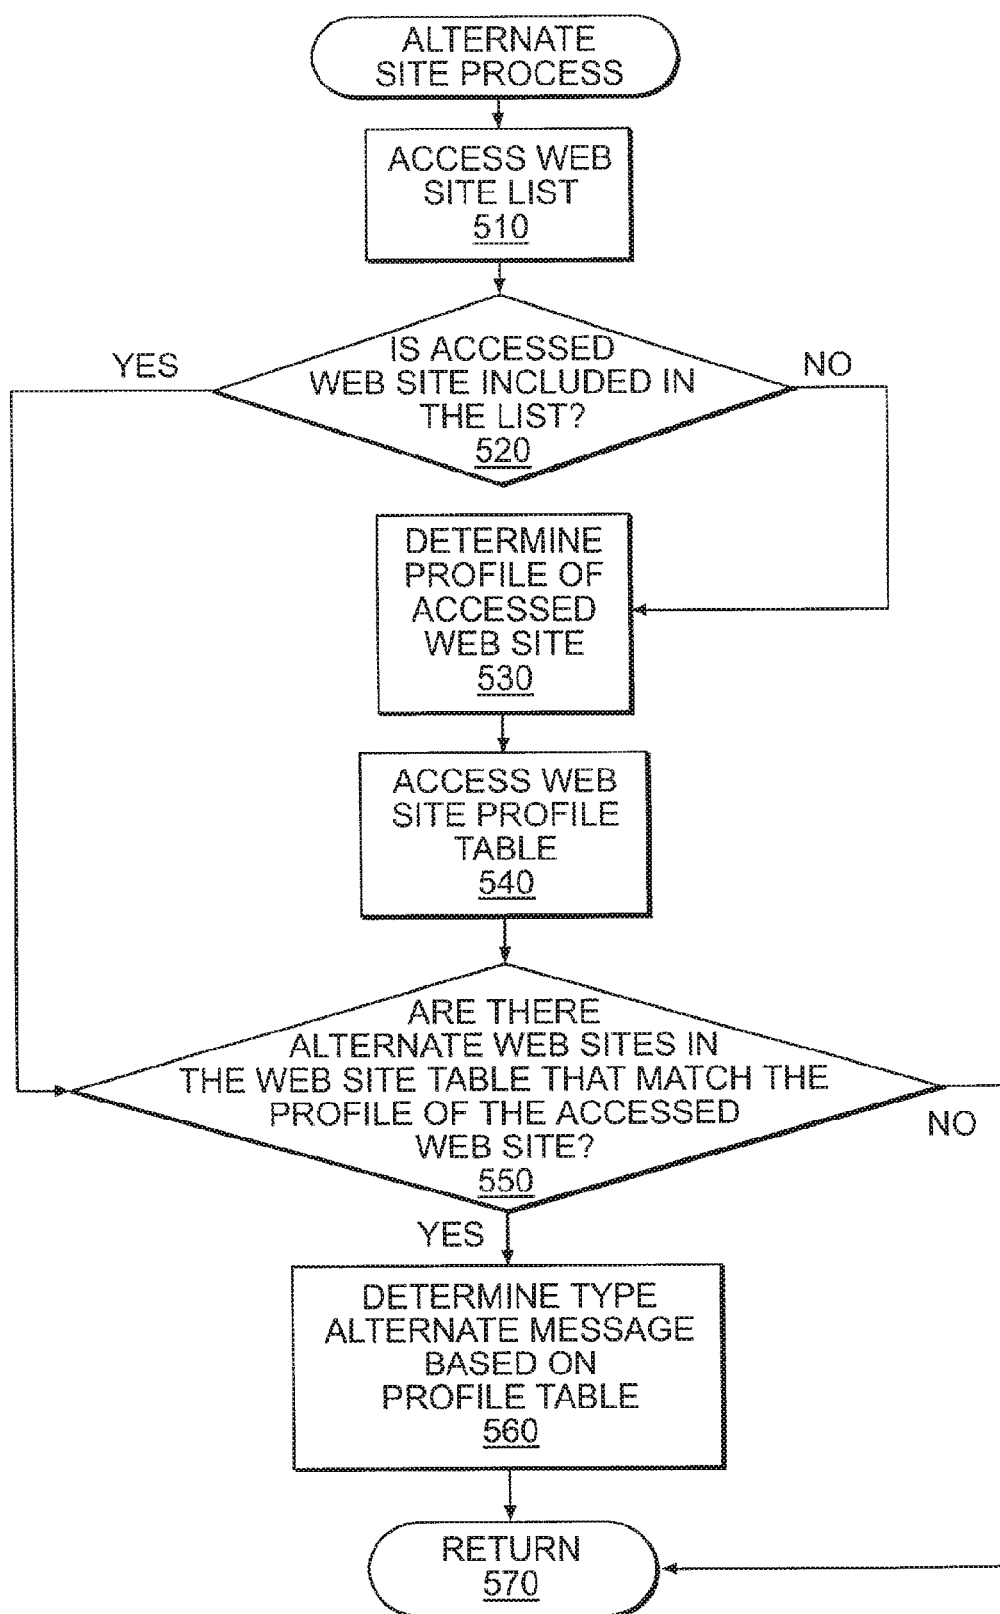 ALTERNATE
SITE PROCESS
ACCESS WEB
SITE LIST
510
IS ACCESSED
WEB SITE INCLUDED IN
THE LIST?
520
YES
NO
DETERMINE
PROFILE OF
ACCESSED
WEB SITE
530
ACCESS WEB
SITE PROFILE
TABLE
540
ARE THERE
ALTERNATE WEB SITES IN
THE WEB SITE TABLE THAT MATCH THE
PROFILE OF THE ACCESSED
WEB SITE?
550
NO
YES
DETERMINE TYPE
ALTERNATE MESSAGE
BASED ON
PROFILE TABLE
560
RETURN
570